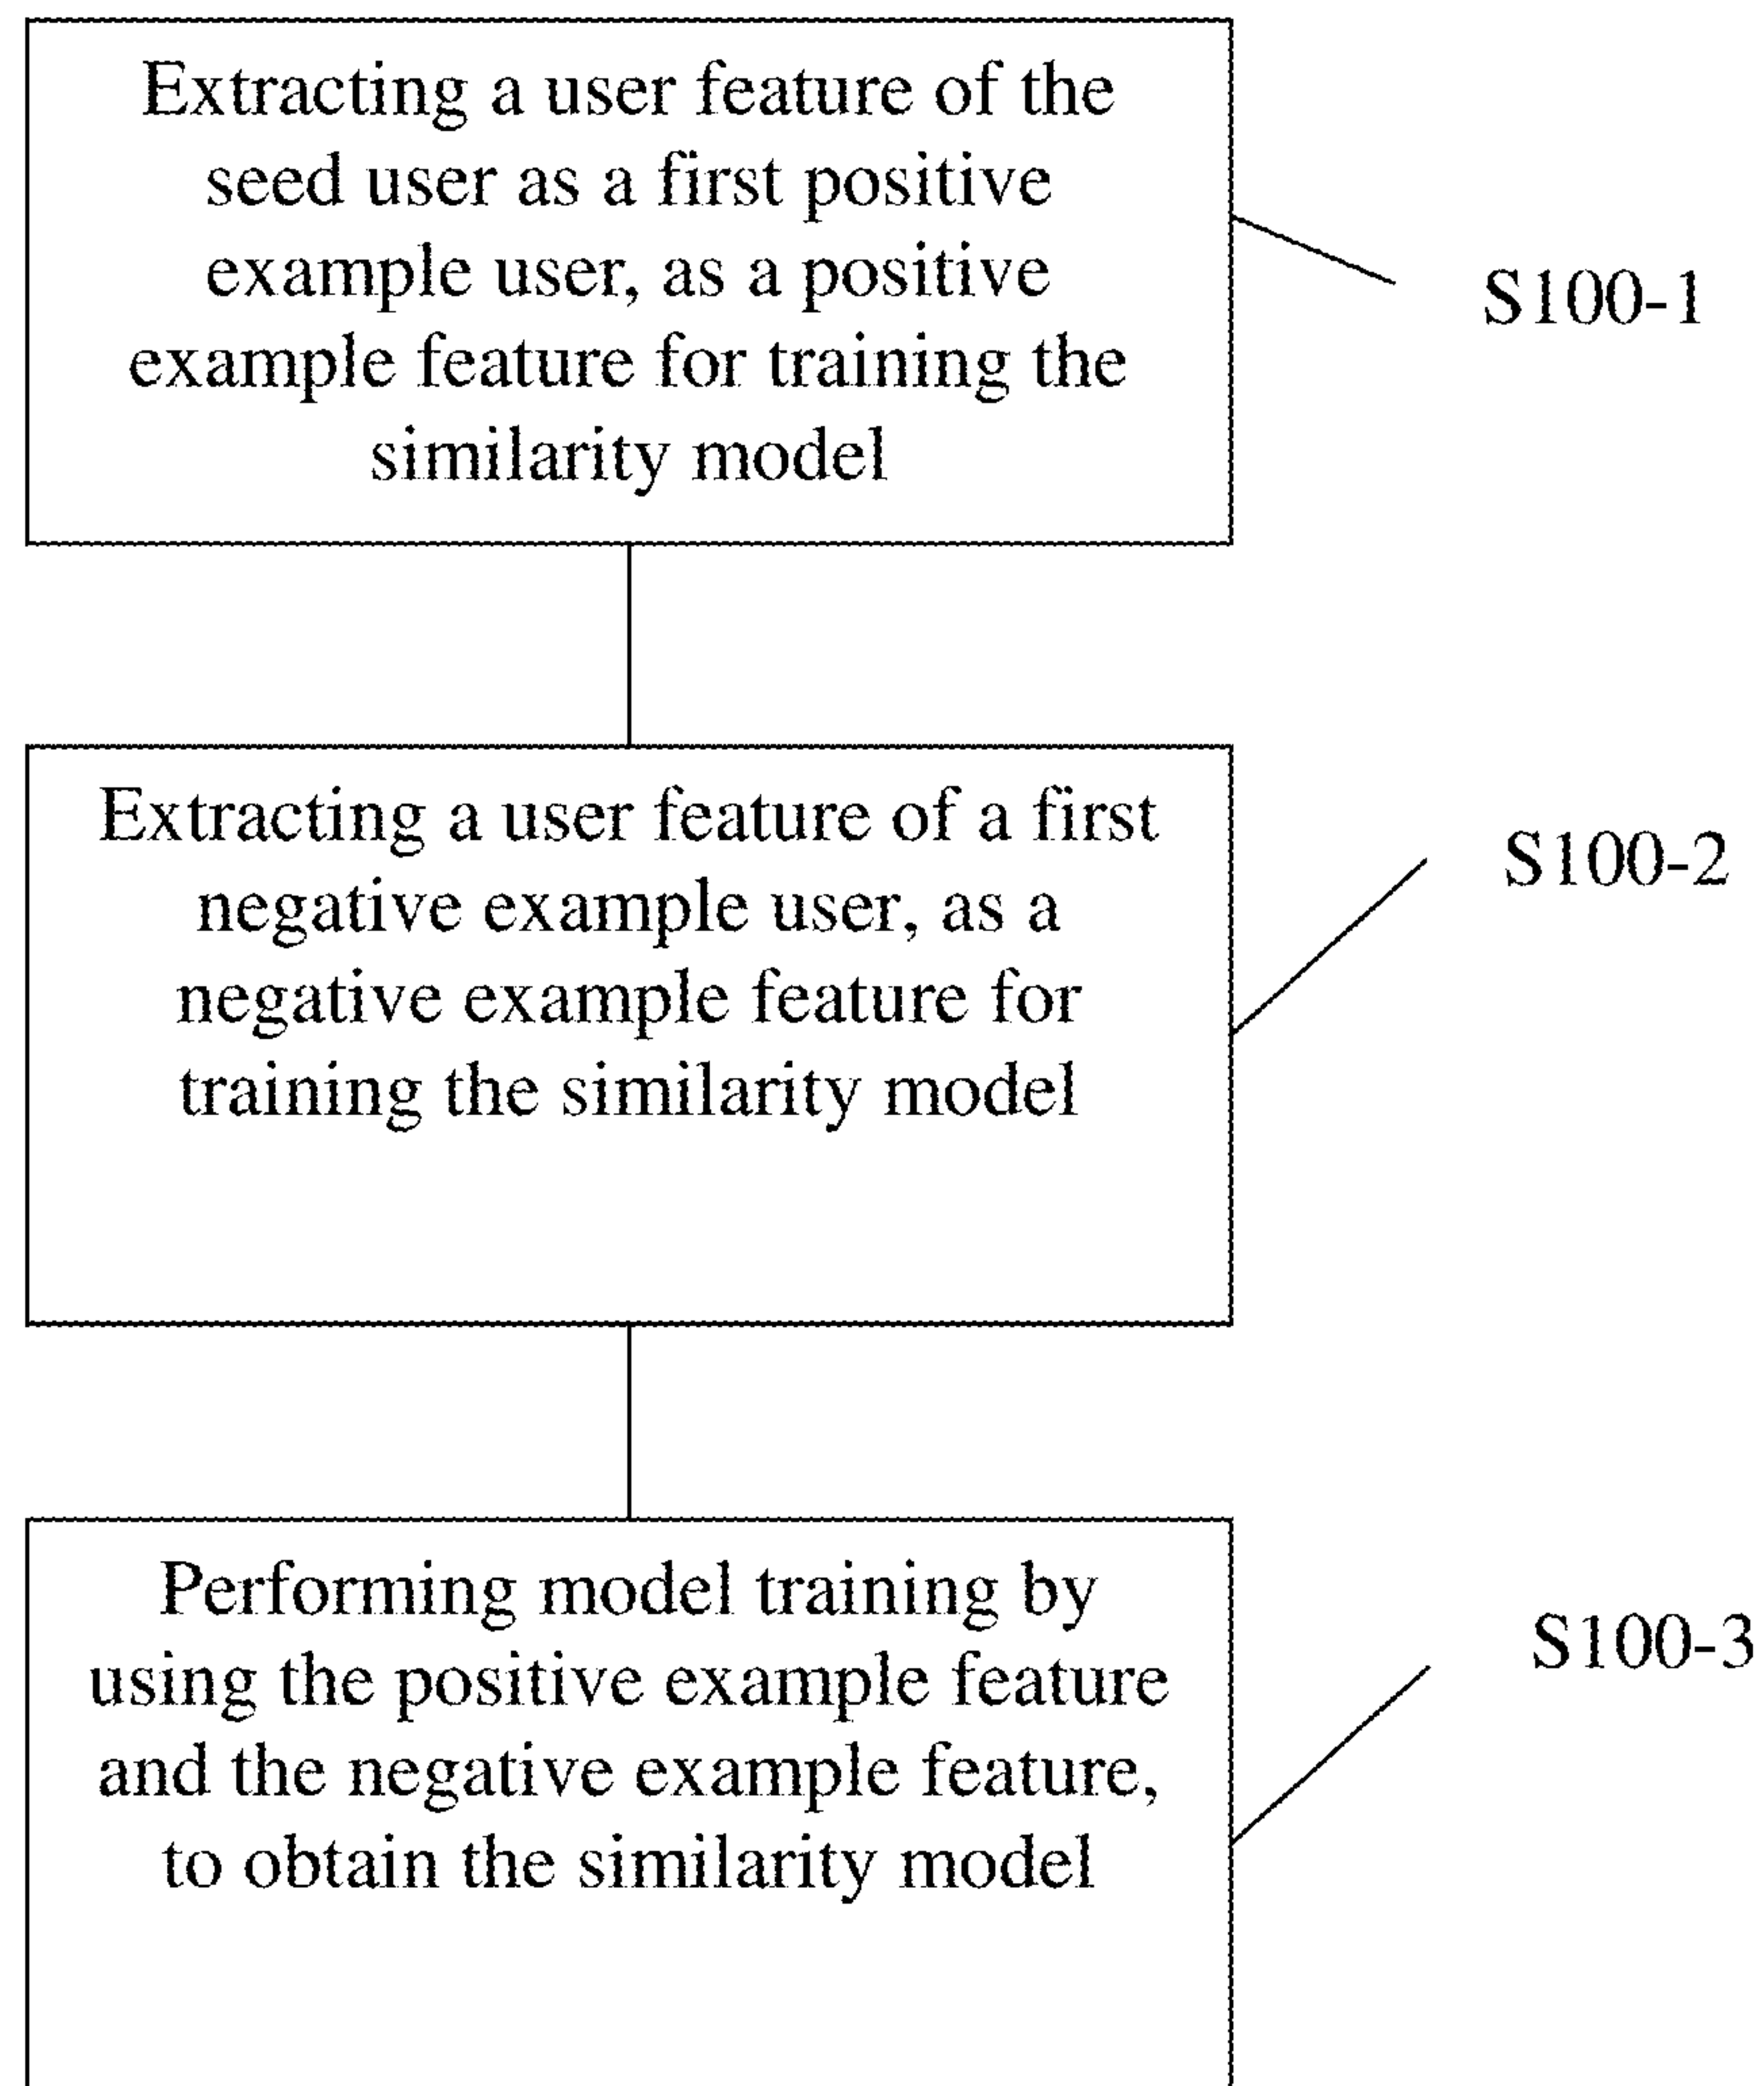 Extracting a user feature of the
seed user as a first positive
example user, as a positive
example feature for training the
similarity model
S100-1
Extracting a user feature of a first
negative example user, as a
negative example feature for
training the similarity model
S100-2
Performing model training by
using the positive example feature
and the negative example feature,
to obtain the similarity model
S100-3